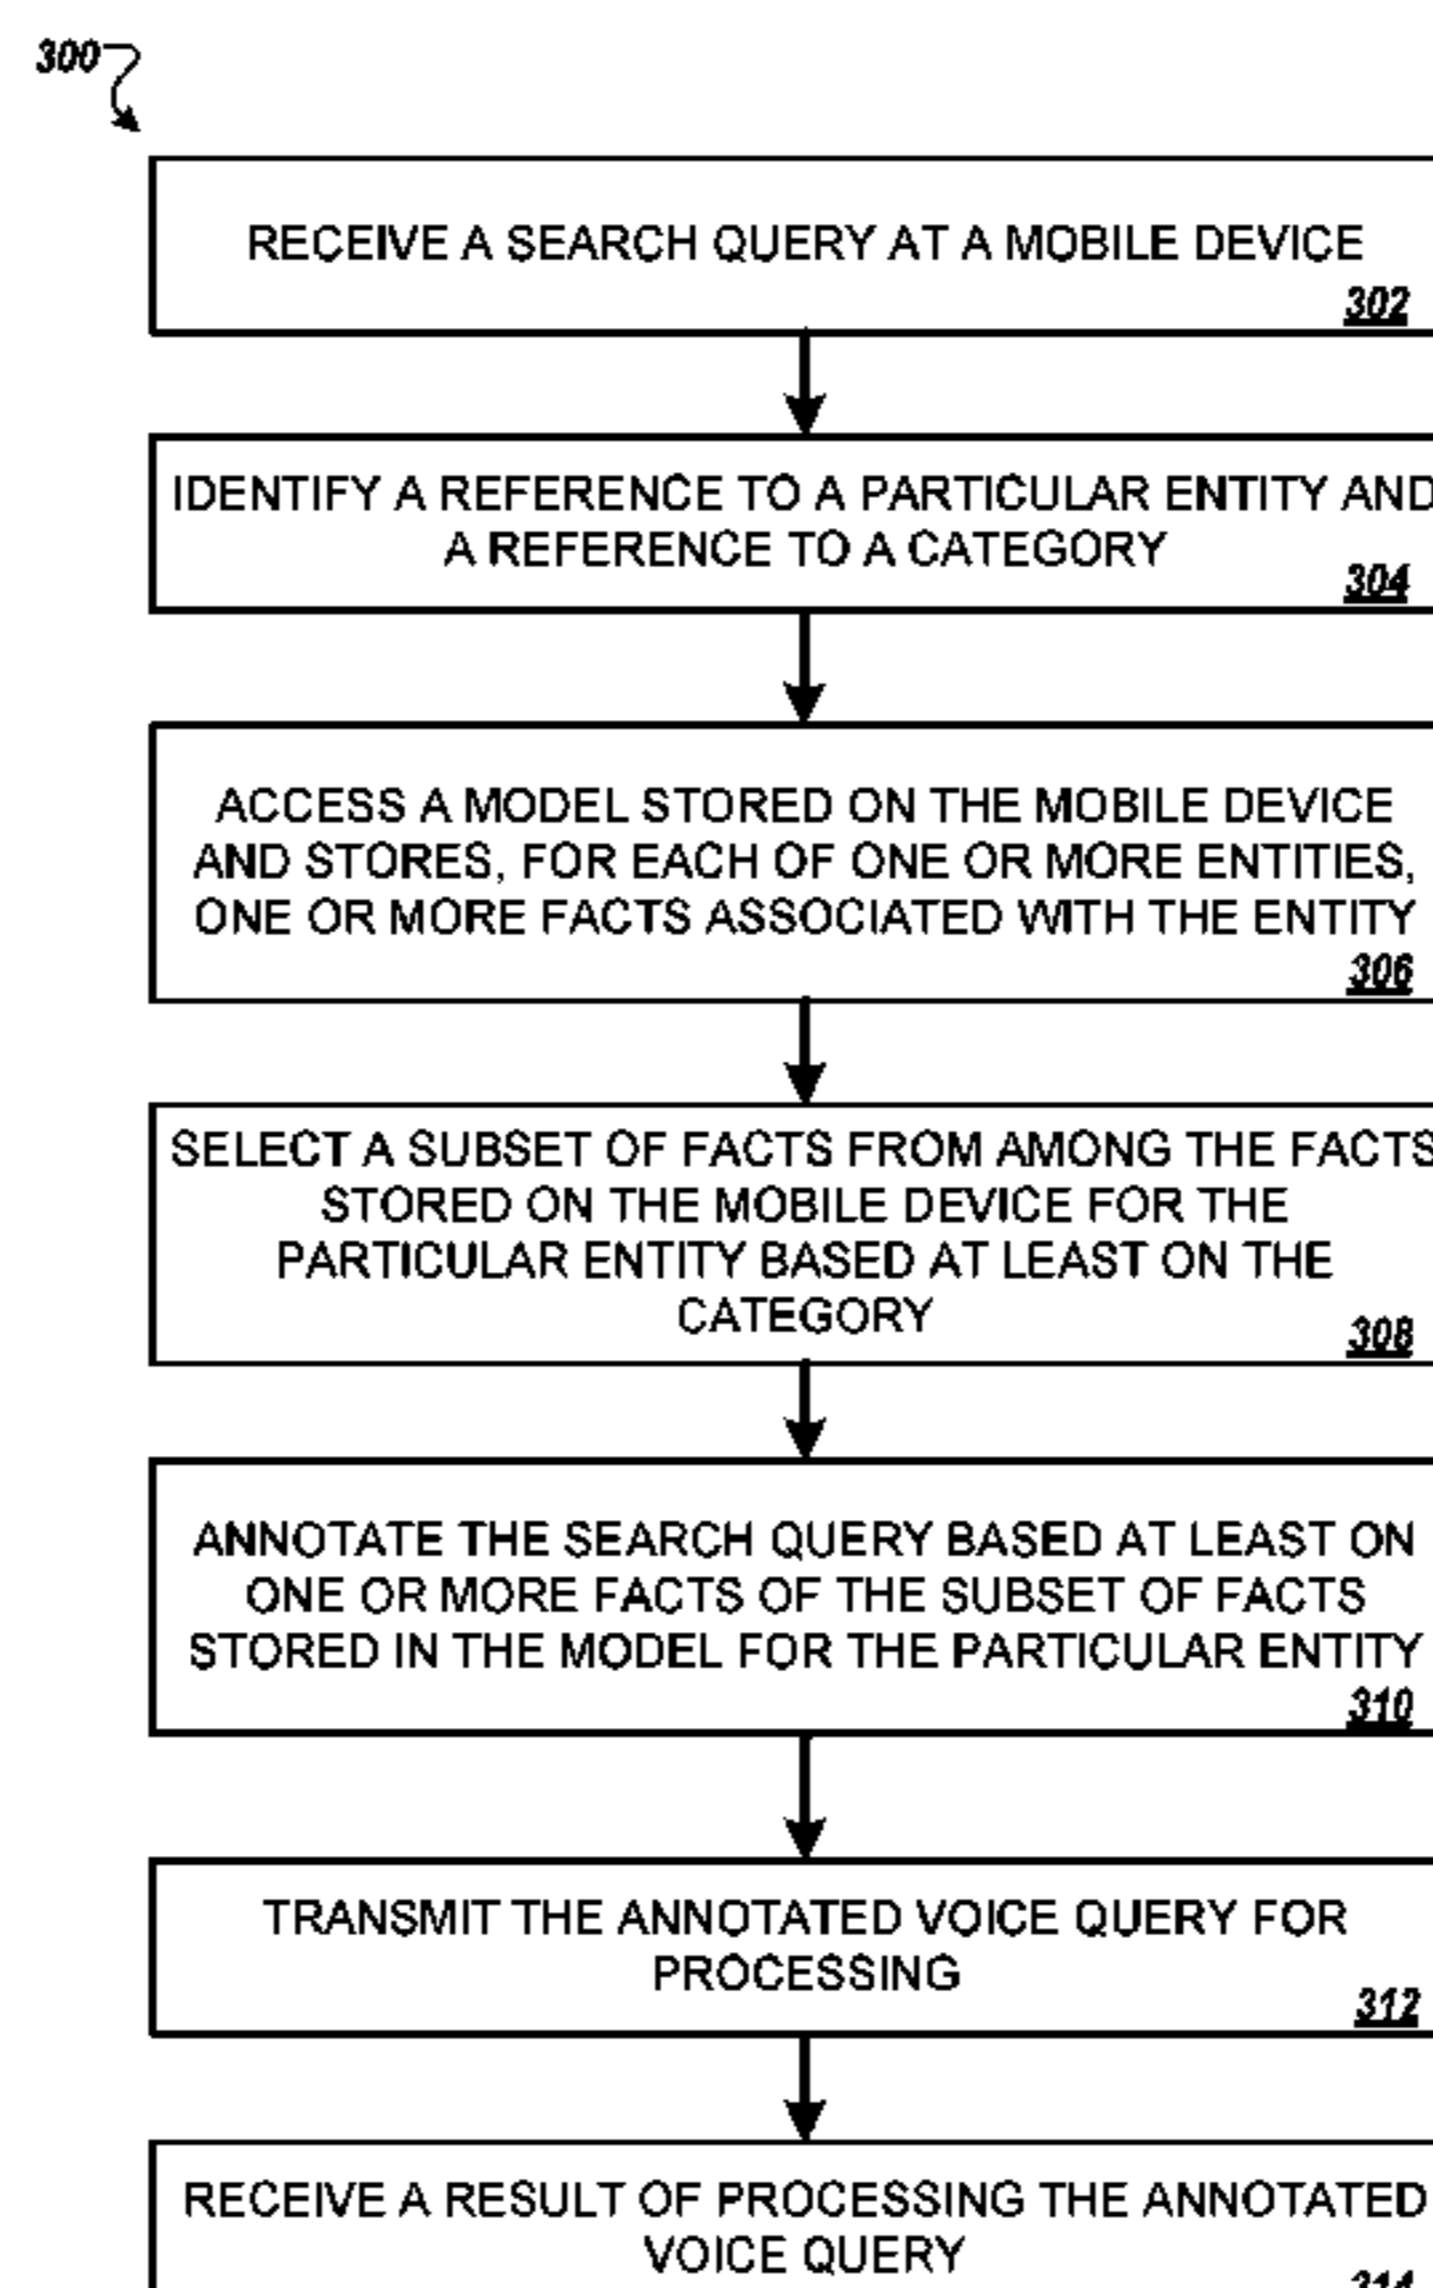 300
RECEIVE A SEARCH QUERY AT A MOBILE DEVICE
302
IDENTIFY A REFERENCE TO A PARTICULAR ENTITY AND
A REFERENCE TO A CATEGORY
304
ACCESS A MODEL STORED ON THE MOBILE DEVICE
AND STORES, FOR EACH OF ONE OR MORE ENTITIES,
ONE OR MORE FACTS ASSOCIATED WITH THE ENTITY
306
SELECT A SUBSET OF FACTS FROM AMONG THE FACTS
STORED ON THE MOBILE DEVICE FOR THE
PARTICULAR ENTITY BASED AT LEAST ON THE
CATEGORY
308
ANNOTATE THE SEARCH QUERY BASED AT LEAST ON
ONE OR MORE FACTS OF THE SUBSET OF FACTS
STORED IN THE MODEL FOR THE PARTICULAR ENTITY
310
TRANSMIT THE ANNOTATED VOICE QUERY FOR
PROCESSING
312
RECEIVE A RESULT OF PROCESSING THE ANNOTATED
VOICE QUERY
314